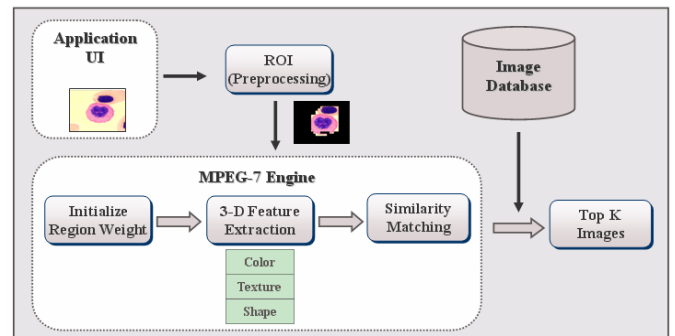 Application
UI
ROI
(Preprocessing)
Image
Database
MPEG-7 Engine
Initialize
Region Weight
3-D Feature
Extraction
Similarity
Matching
Top K
Images
Color
Texture
Shape